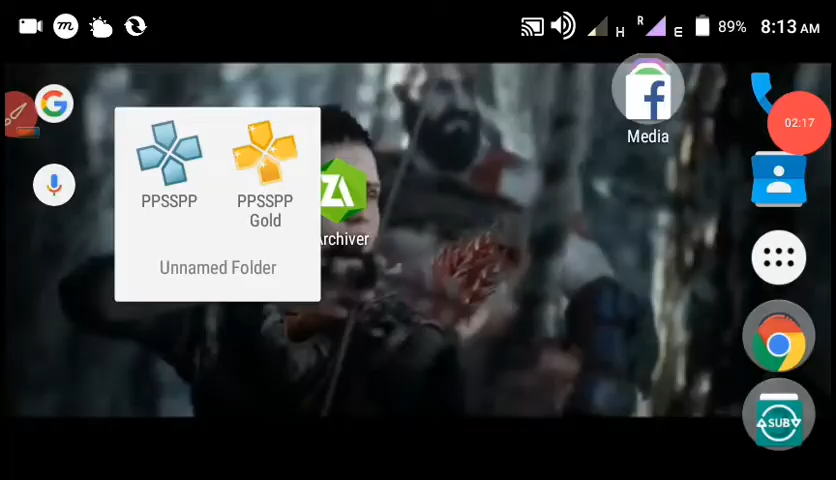 m
H
R
E
89%
8:13 AM
G
f
Media
02:17
PPSSPP
PPSSPP
Gold
Archiver
Unnamed Folder
SUB